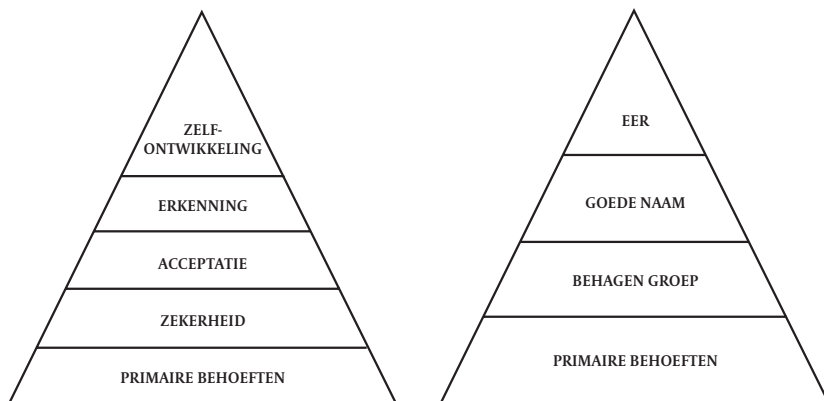 ZELF-
ONTWIKKELING
ERKENNING
ACCEPTATIE
ZEKERHEID
PRIMAIRE BEHOEFTEN
EER
GOEDE NAAM
BEHAGEN GROEP
PRIMAIRE BEHOEFTEN